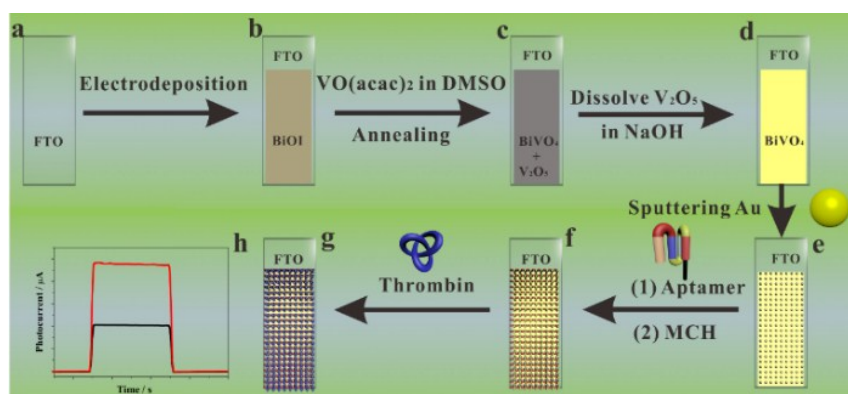 a
b
c
d
FTO
FTO
FTO
Electrodeposition
VO(acac)₂ in DMSO
Dissolve V₂O₅
Annealing
in NaOH
FTO
BiOI
BiVO₄
+
V₂O₅
BiVO₄
Sputtering Au
h
g
f
e
FTO
FTO
FTO
Thrombin
(1) Aptamer
(2) MCH
Photocurrent / μA
Time / s